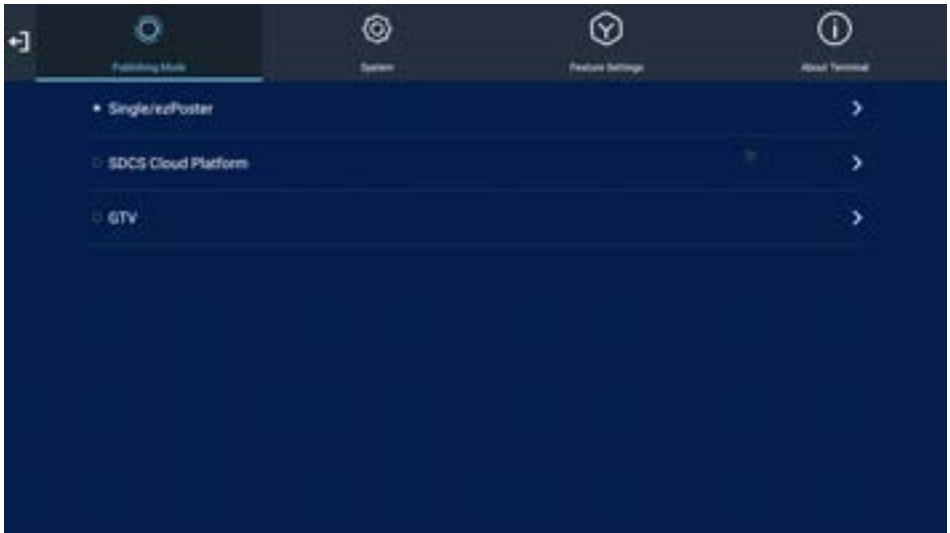 Publishing Mode
System
Feature Settings
About Terminal
Single/ezPoster
SDCS Cloud Platform
GTV